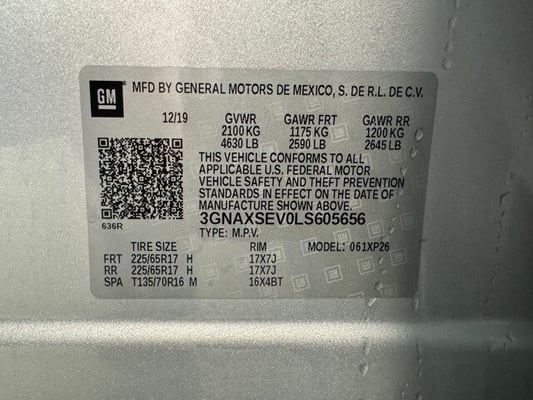 GM MFD BY GENERAL MOTORS DE MEXICO, S. DE R.L. DE C.V.
12/19 GVWR GAWR FRT GAWR RR
2100 KG 1175 KG 1200 KG
4630 LB 2590 LB 2645 LB
THIS VEHICLE CONFORMS TO ALL
APPLICABLE U.S. FEDERAL MOTOR
VEHICLE SAFETY AND THEFT PREVENTION
STANDARDS IN EFFECT ON THE DATE OF
MANUFACTURE SHOWN ABOVE.
3GNAXSEV0LS605656
636R TYPE: M.P.V.
TIRE SIZE RIM MODEL: 061XP26
FRT 225/65R17 H 17X7J
RR 225/65R17 H 17X7J
SPA T135/70R16 M 16X4BT